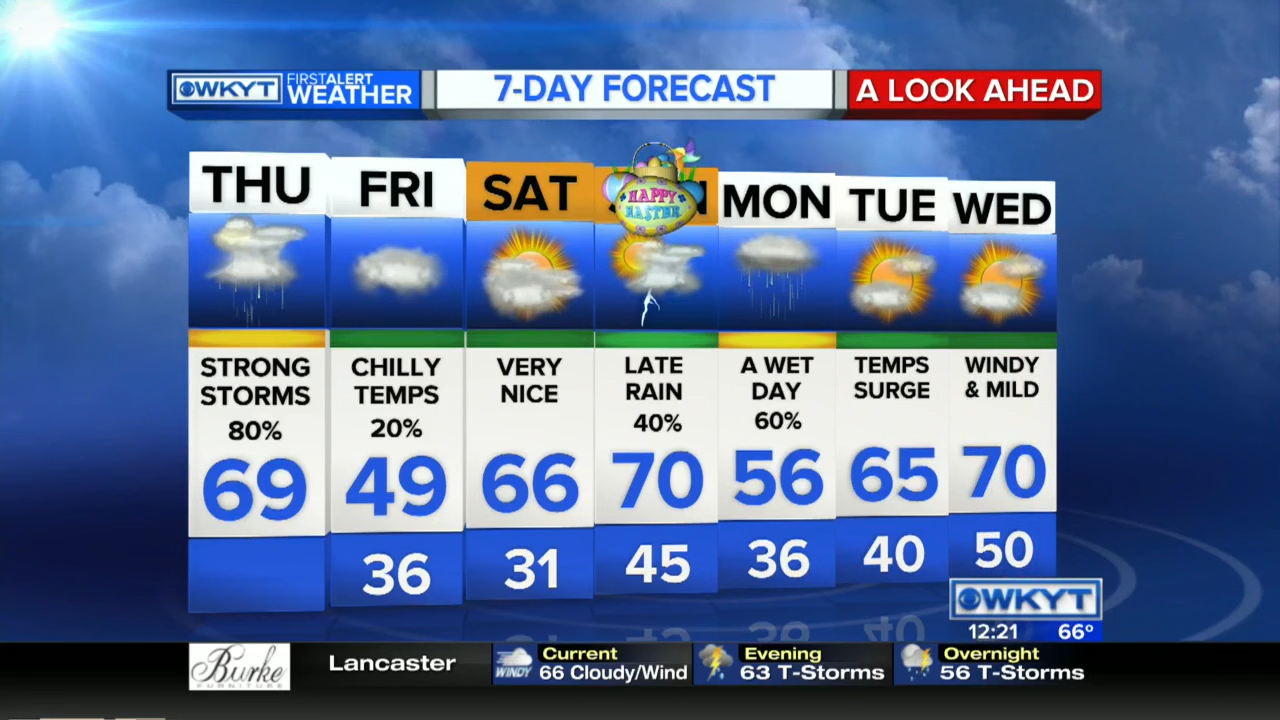 WKYT FIRST ALERT WEATHER
7-DAY FORECAST
A LOOK AHEAD
THU FRI SAT MON TUE WED
HAPPY
EASTER
STRONG STORMS
80%
69
CHILLY TEMPS
20%
49
36
VERY NICE
66
31
LATE RAIN
40%
70
45
A WET DAY
60%
56
36
TEMPS SURGE
65
40
WINDY & MILD
70
50
WKYT
12:21 66°
Burke
FURNITURE
Lancaster
WINDY
Current
66 Cloudy/Wind
Evening
63 T-Storms
Overnight
56 T-Storms